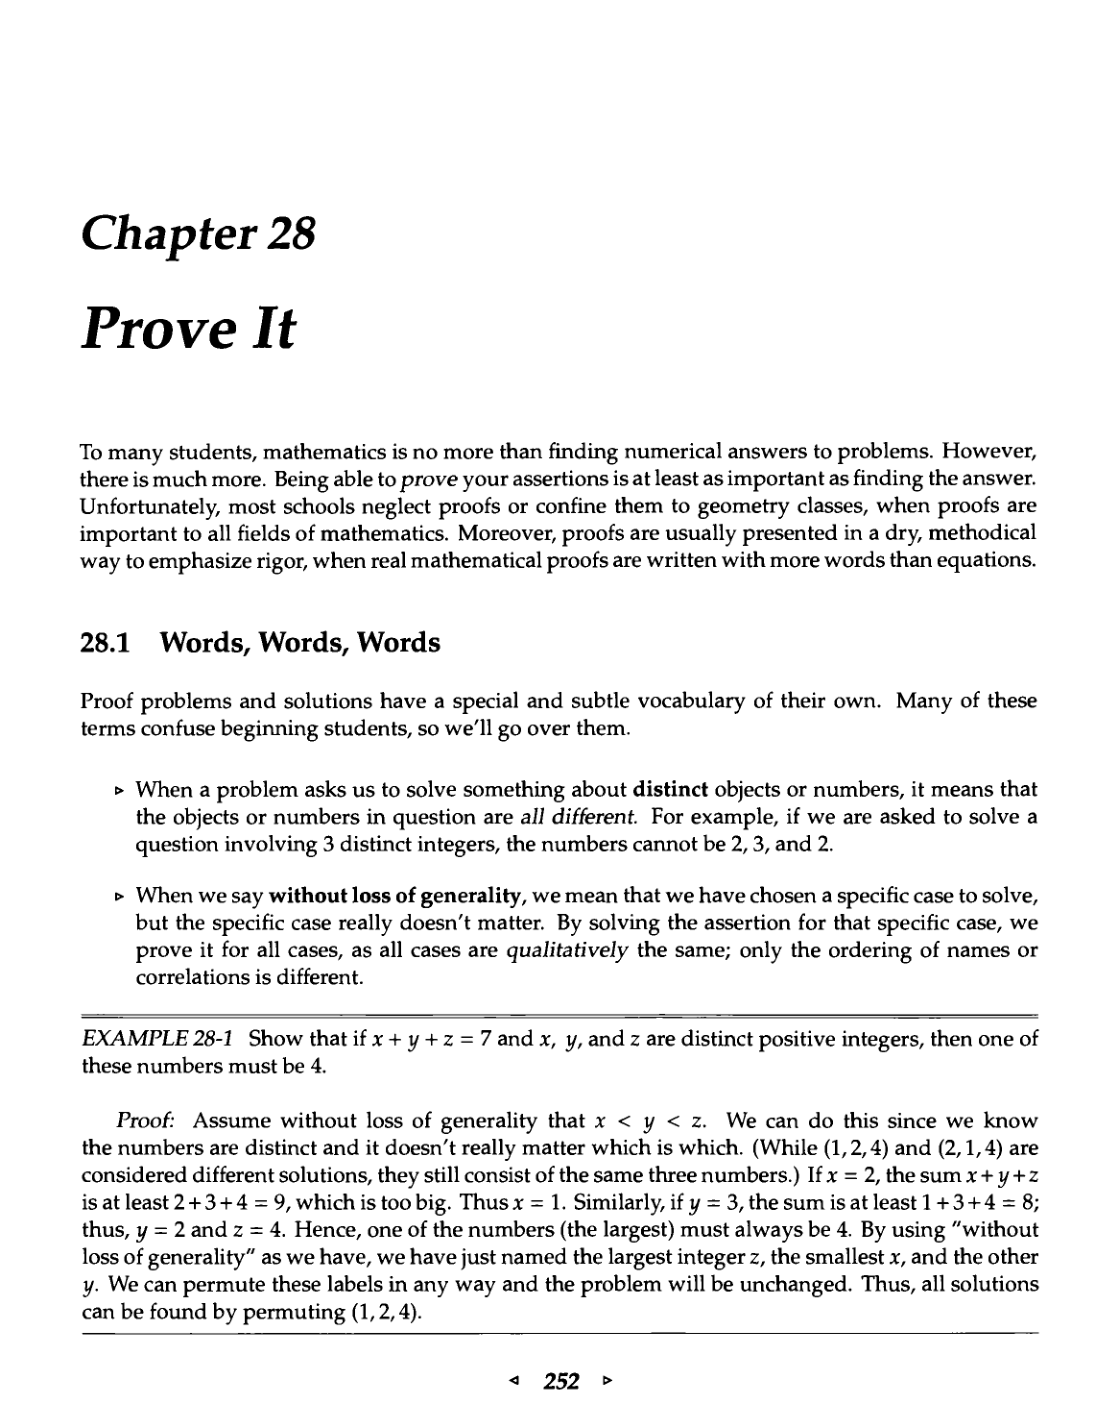 Chapter 28
Prove It
To many students, mathematics is no more than finding numerical answers to problems. However,
there is much more. Being able to prove your assertions is at least as important as finding the answer.
Unfortunately, most schools neglect proofs or confine them to geometry classes, when proofs are
important to all fields of mathematics. Moreover, proofs are usually presented in a dry, methodical
way to emphasize rigor, when real mathematical proofs are written with more words than equations.
28.1 Words, Words, Words
Proof problems and solutions have a special and subtle vocabulary of their own. Many of these
terms confuse beginning students, so we'll go over them.
▹ When a problem asks us to solve something about distinct objects or numbers, it means that
the objects or numbers in question are all different. For example, if we are asked to solve a
question involving 3 distinct integers, the numbers cannot be 2, 3, and 2.
▹ When we say without loss of generality, we mean that we have chosen a specific case to solve,
but the specific case really doesn't matter. By solving the assertion for that specific case, we
prove it for all cases, as all cases are qualitatively the same; only the ordering of names or
correlations is different.
EXAMPLE 28-1 Show that if x + y + z = 7 and x, y, and z are distinct positive integers, then one of
these numbers must be 4.
Proof: Assume without loss of generality that x < y < z. We can do this since we know
the numbers are distinct and it doesn't really matter which is which. (While (1, 2, 4) and (2, 1, 4) are
considered different solutions, they still consist of the same three numbers.) If x = 2, the sum x + y + z
is at least 2 + 3 + 4 = 9, which is too big. Thus x = 1. Similarly, if y = 3, the sum is at least 1 + 3 + 4 = 8;
thus, y = 2 and z = 4. Hence, one of the numbers (the largest) must always be 4. By using "without
loss of generality" as we have, we have just named the largest integer z, the smallest x, and the other
y. We can permute these labels in any way and the problem will be unchanged. Thus, all solutions
can be found by permuting (1, 2, 4).
◃ 252 ▹